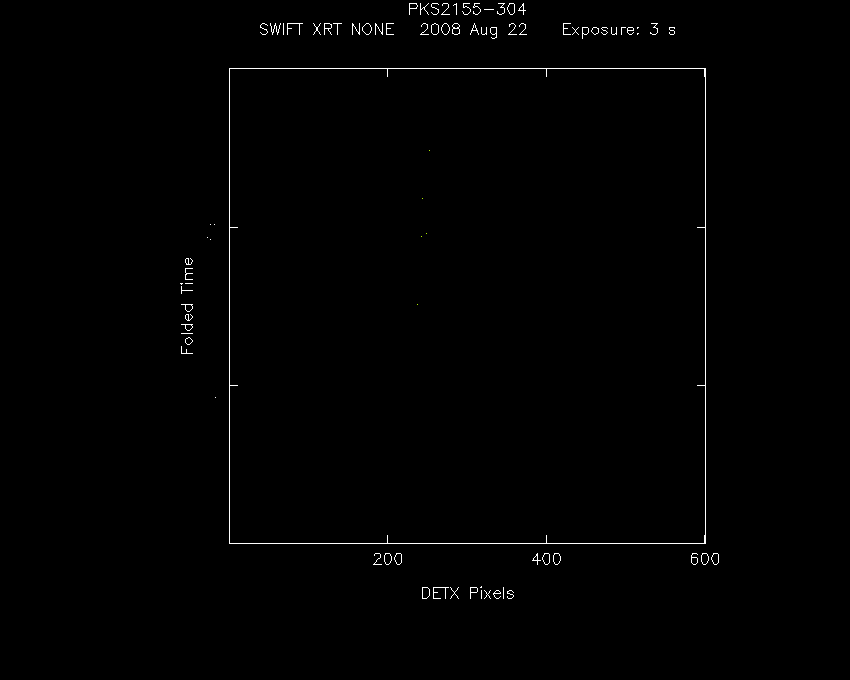 PKS2155-304
SWIFT XRT NONE 2008 Aug 22 Exposure: 3 s
Folded Time
200 400 600
DETX Pixels